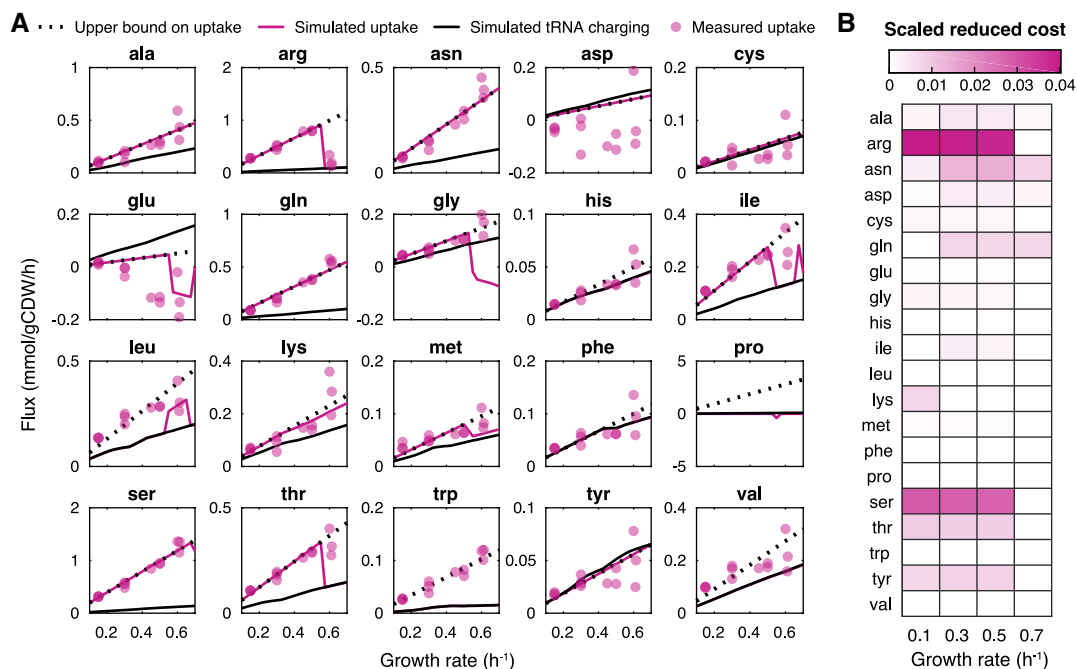 A
Upper bound on uptake Simulated uptake Simulated tRNA charging Measured uptake
ala arg asn asp cys
1 2 0.5 0.2 0.2
0.5 1 0 0.1
0 0 0 -0.2 0
glu gln gly his ile
0.2 1 0.2 0.1 0.4
0 0.5 0 0.05 0.2
-0.2 0 -0.2 0 0
leu lys met phe pro
0.5 0.4 0.2 0.2 5
0.2 0.1 0.1 0
0 0 0 0 -5
ser thr trp tyr val
2 0.5 0.2 0.1 0.4
1 0.1 0.05 0.2
0 0 0 0 0
0.2 0.4 0.6 0.2 0.4 0.6 0.2 0.4 0.6 0.2 0.4 0.6 0.2 0.4 0.6
Flux (mmol/gCDW/h)
Growth rate (h⁻¹)
B
Scaled reduced cost
0 0.01 0.02 0.03 0.04
ala
arg
asn
asp
cys
gln
glu
gly
his
ile
leu
lys
met
phe
pro
ser
thr
trp
tyr
val
0.1 0.3 0.5 0.7
Growth rate (h⁻¹)